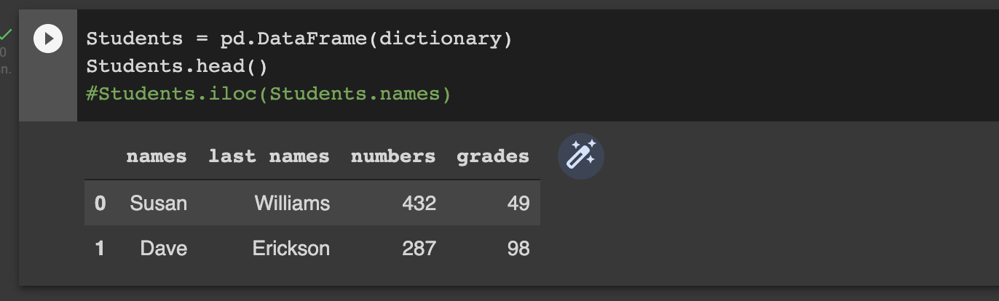 Students = pd.DataFrame(dictionary)
Students.head()
#Students.iloc(Students.names)
0
n.
names last names numbers grades
0 Susan Williams 432 49
1 Dave Erickson 287 98